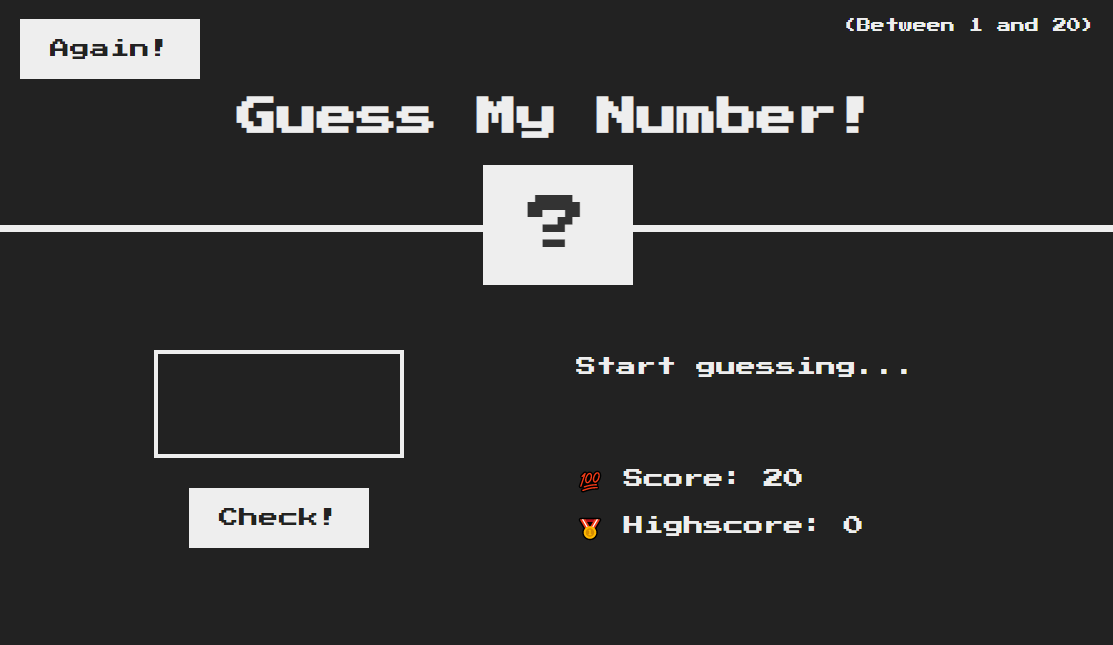 Again!
(Between 1 and 20)
Guess My Number!
?
Start guessing...
Check!
💯 Score: 20
🥇 Highscore: 0